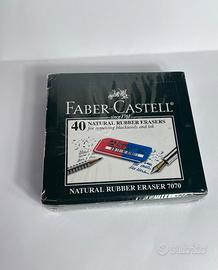 FABER-CASTELL
since 1761
40 NATURAL RUBBER ERASERS
for removing blacklead and ink
NATURAL RUBBER ERASER 7070